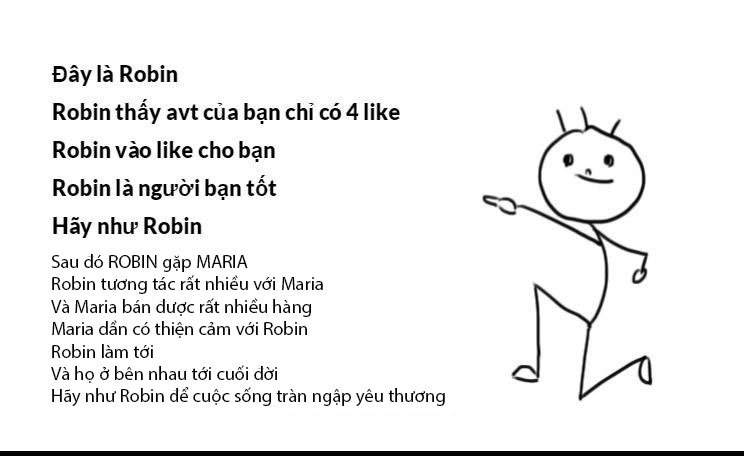 Đây là Robin
Robin thấy avt của bạn chỉ có 4 like
Robin vào like cho bạn
Robin là người bạn tốt
Hãy như Robin
Sau dó ROBIN gặp MARIA
Robin tương tác rất nhiều với Maria
Và Maria bán dược rất nhiều hàng
Maria dần có thiện cảm với Robin
Robin làm tới
Và họ ở bên nhau tới cuối dời
Hãy như Robin dể cuộc sống tràn ngập yêu thương